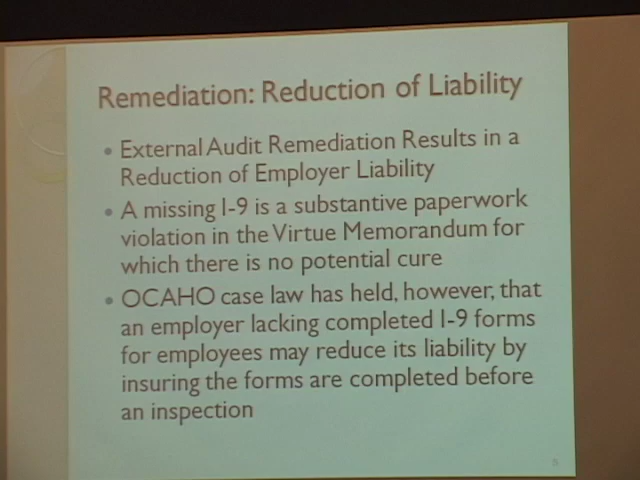 Remediation: Reduction of Liability
• External Audit Remediation Results in a
Reduction of Employer Liability
• A missing I-9 is a substantive paperwork
violation in the Virtue Memorandum for
which there is no potential cure
• OCAHO case law has held, however, that
an employer lacking completed I-9 forms
for employees may reduce its liability by
insuring the forms are completed before
an inspection
5